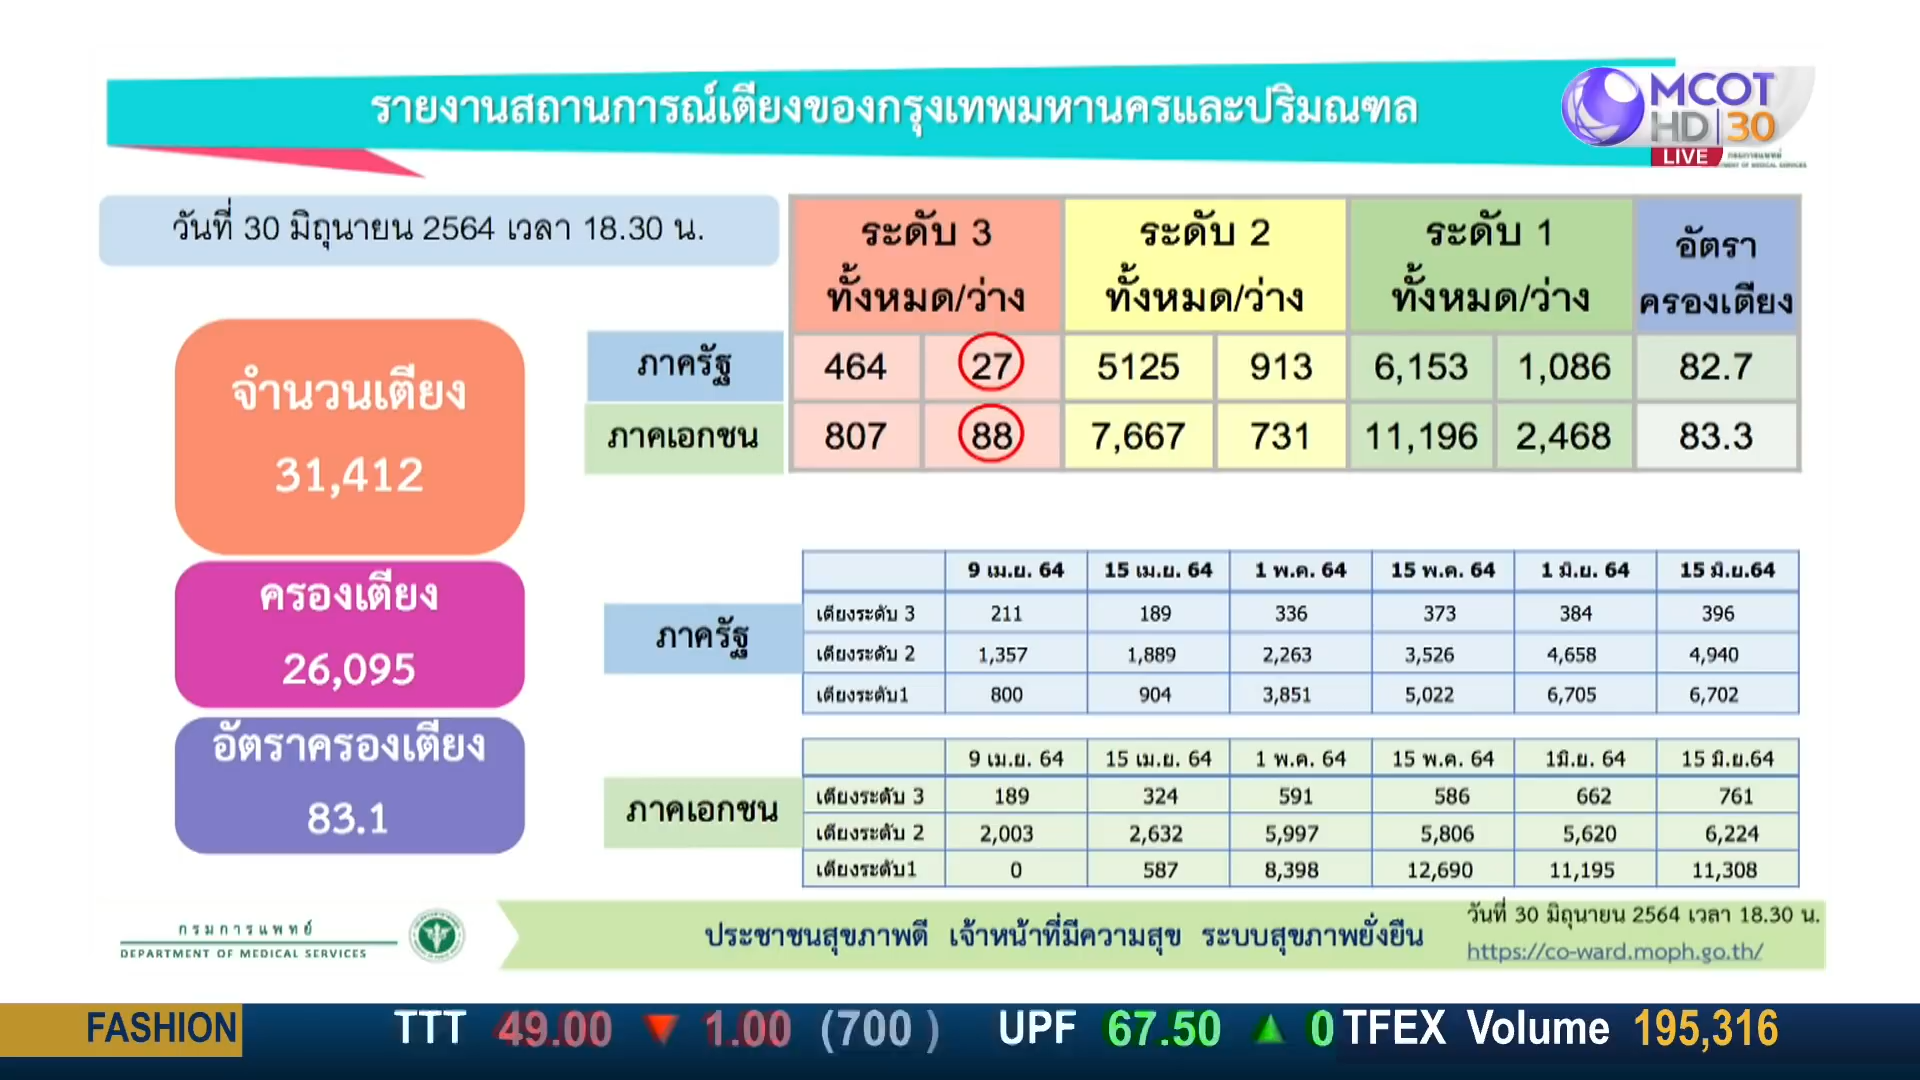 รายงานสถานการณ์เตียงของกรุงเทพมหานครและปริมณฑล
MCOT
HD 30
LIVE
กรมการแพทย์
วันที่ 30 มิถุนายน 2564 เวลา 18.30 น.
จำนวนเตียง
31,412
ครองเตียง
26,095
อัตราครองเตียง
83.1
ระดับ 3 ระดับ 2 ระดับ 1 อัตรา
ทั้งหมด/ว่าง ทั้งหมด/ว่าง ทั้งหมด/ว่าง ครองเตียง
ภาครัฐ 464 27 5125 913 6,153 1,086 82.7
ภาคเอกชน 807 88 7,667 731 11,196 2,468 83.3
ภาครัฐ
9 เม.ย. 64 15 เม.ย. 64 1 พ.ค. 64 15 พ.ค. 64 1 มิ.ย. 64 15 มิ.ย.64
เตียงระดับ 3 211 189 336 373 384 396
เตียงระดับ 2 1,357 1,889 2,263 3,526 4,658 4,940
เตียงระดับ1 800 904 3,851 5,022 6,705 6,702
ภาคเอกชน
9 เม.ย. 64 15 เม.ย. 64 1 พ.ค. 64 15 พ.ค. 64 1มิ.ย. 64 15 มิ.ย.64
เตียงระดับ 3 189 324 591 586 662 761
เตียงระดับ 2 2,003 2,632 5,997 5,806 5,620 6,224
เตียงระดับ1 0 587 8,398 12,690 11,195 11,308
กรมการแพทย์
DEPARTMENT OF MEDICAL SERVICES
ประชาชนสุขภาพดี เจ้าหน้าที่มีความสุข ระบบสุขภาพยั่งยืน
วันที่ 30 มิถุนายน 2564 เวลา 18.30 น.
https://co-ward.moph.go.th/
FASHION TTT 49.00 ▼ 1.00 (700 ) UPF 67.50 ▲ 0 TFEX Volume 195,316